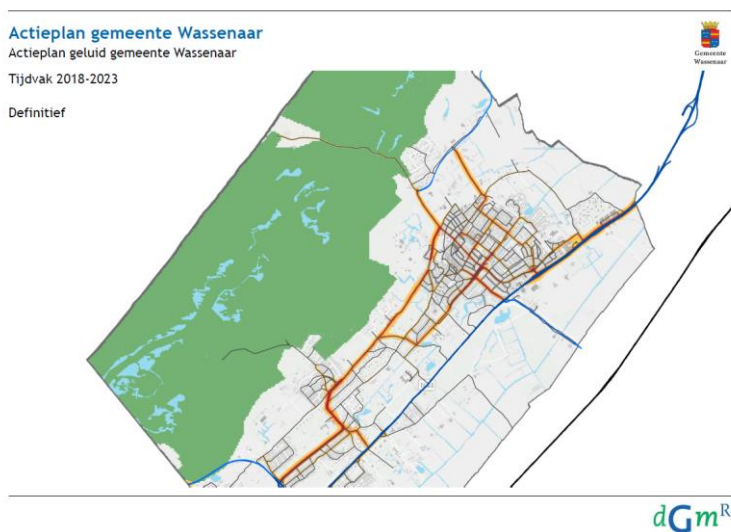 Actieplan gemeente Wassenaar
Actieplan geluid gemeente Wassenaar
Tijdvak 2018-2023
Definitief
Gemeente
Wassenaar
dGmR